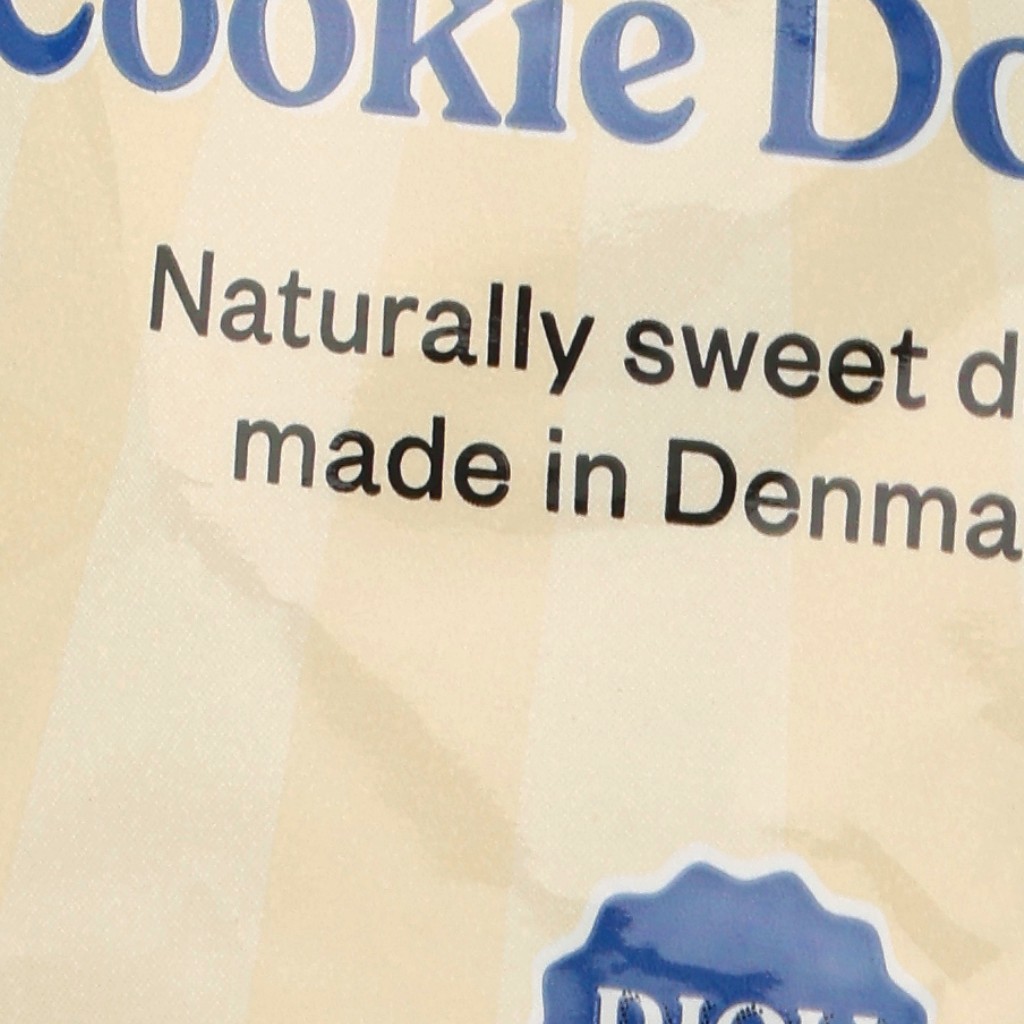 Cookie Do
Naturally sweet d
made in Denma